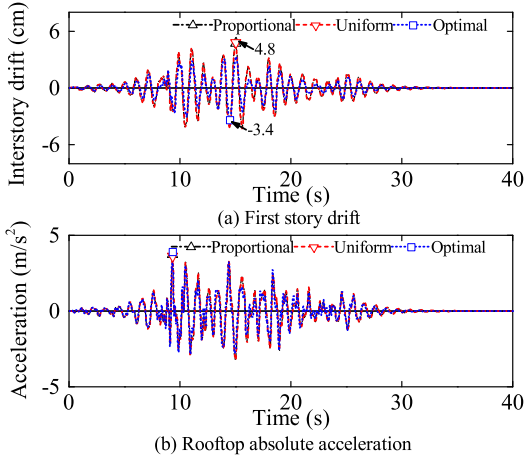 Proportional Uniform Optimal
6
0
-6
Interstory drift (cm)
4.8
-3.4
0 10 20 30 40
Time (s)
(a) First story drift
Proportional Uniform Optimal
5
0
-5
Acceleration (m/s²)
0 10 20 30 40
Time (s)
(b) Rooftop absolute acceleration